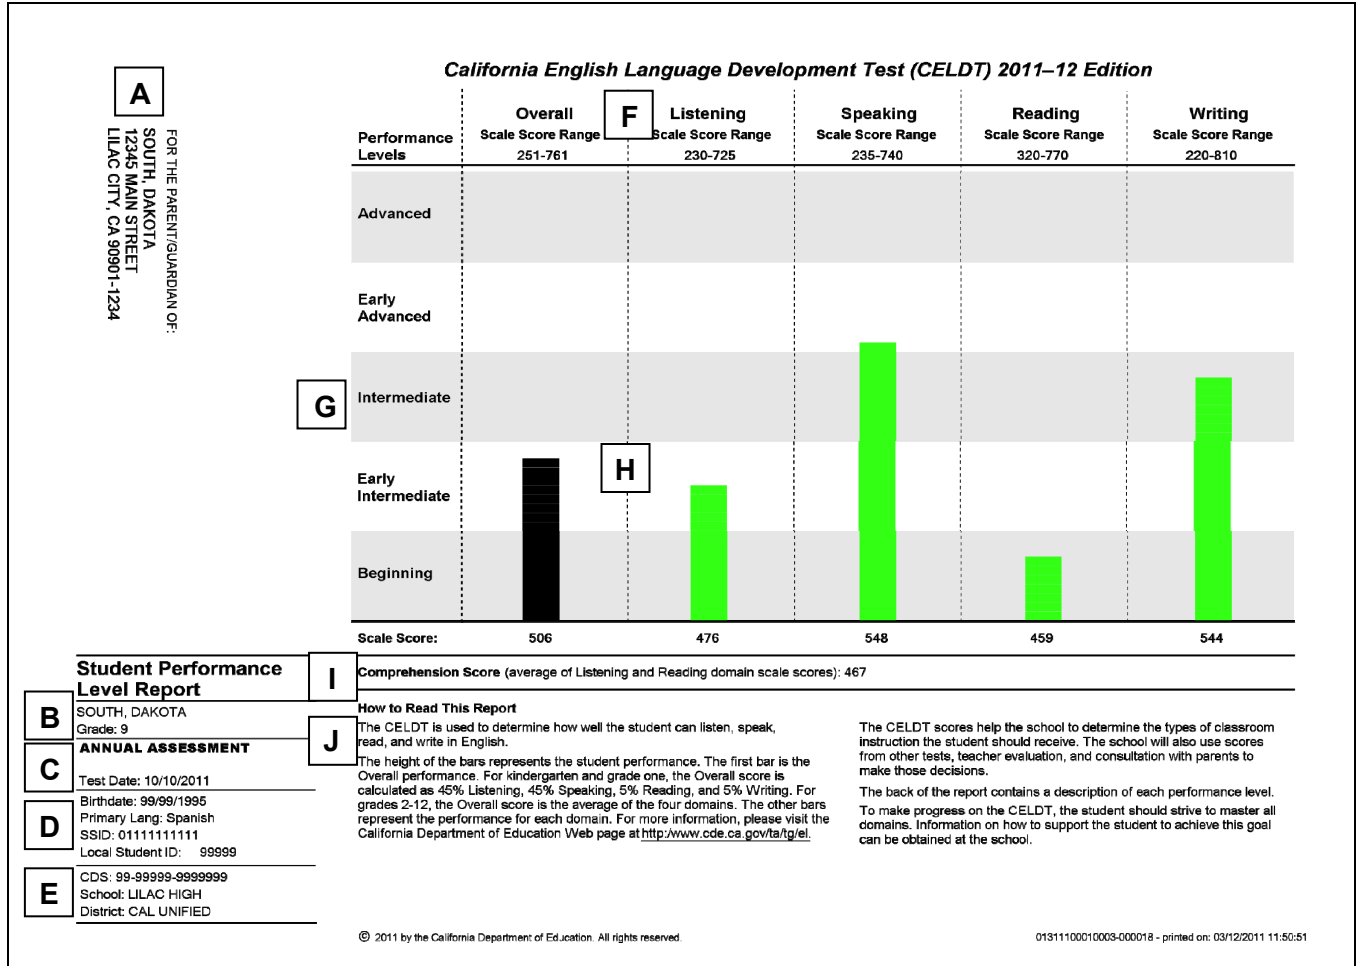 California English Language Development Test (CELDT) 2011–12 Edition
A
FOR THE PARENT/GUARDIAN OF:
SOUTH, DAKOTA
12345 MAIN STREET
LILAC CITY, CA 90901-1234
Performance
Levels
Overall
Scale Score Range
251-761
F
Listening
Scale Score Range
230-725
Speaking
Scale Score Range
235-740
Reading
Scale Score Range
320-770
Writing
Scale Score Range
220-810
Advanced
Early
Advanced
G
Intermediate
H
Early
Intermediate
Beginning
Scale Score: 506 476 548 459 544
Student Performance
Level Report
B
SOUTH, DAKOTA
Grade: 9
C
ANNUAL ASSESSMENT
Test Date: 10/10/2011
D
Birthdate: 99/99/1995
Primary Lang: Spanish
SSID: 01111111111
Local Student ID: 99999
E
CDS: 99-99999-9999999
School: LILAC HIGH
District: CAL UNIFIED
I
Comprehension Score (average of Listening and Reading domain scale scores): 467
J
How to Read This Report
The CELDT is used to determine how well the student can listen, speak,
read, and write in English.
The height of the bars represents the student performance. The first bar is the
Overall performance. For kindergarten and grade one, the Overall score is
calculated as 45% Listening, 45% Speaking, 5% Reading, and 5% Writing. For
grades 2-12, the Overall score is the average of the four domains. The other bars
represent the performance for each domain. For more information, please visit the
California Department of Education Web page at http:/www.cde.ca.gov/ta/tg/el.
The CELDT scores help the school to determine the types of classroom
instruction the student should receive. The school will also use scores
from other tests, teacher evaluation, and consultation with parents to
make those decisions.
The back of the report contains a description of each performance level.
To make progress on the CELDT, the student should strive to master all
domains. Information on how to support the student to achieve this goal
can be obtained at the school.
© 2011 by the California Department of Education. All rights reserved.
01311100010003-000018 - printed on: 03/12/2011 11:50:51